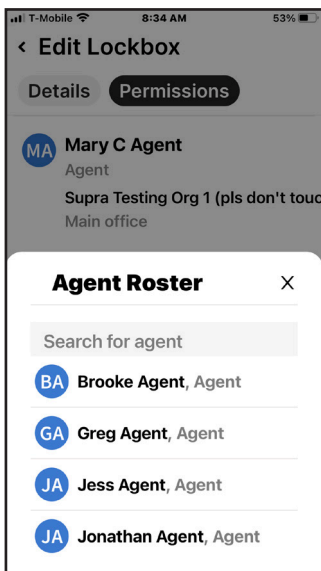 T-Mobile 8:34 AM 53%
Edit Lockbox
Details Permissions
MA Mary C Agent
Agent
Supra Testing Org 1 (pls don't touc
Main office
Agent Roster X
Search for agent
BA Brooke Agent, Agent
GA Greg Agent, Agent
JA Jess Agent, Agent
JA Jonathan Agent, Agent